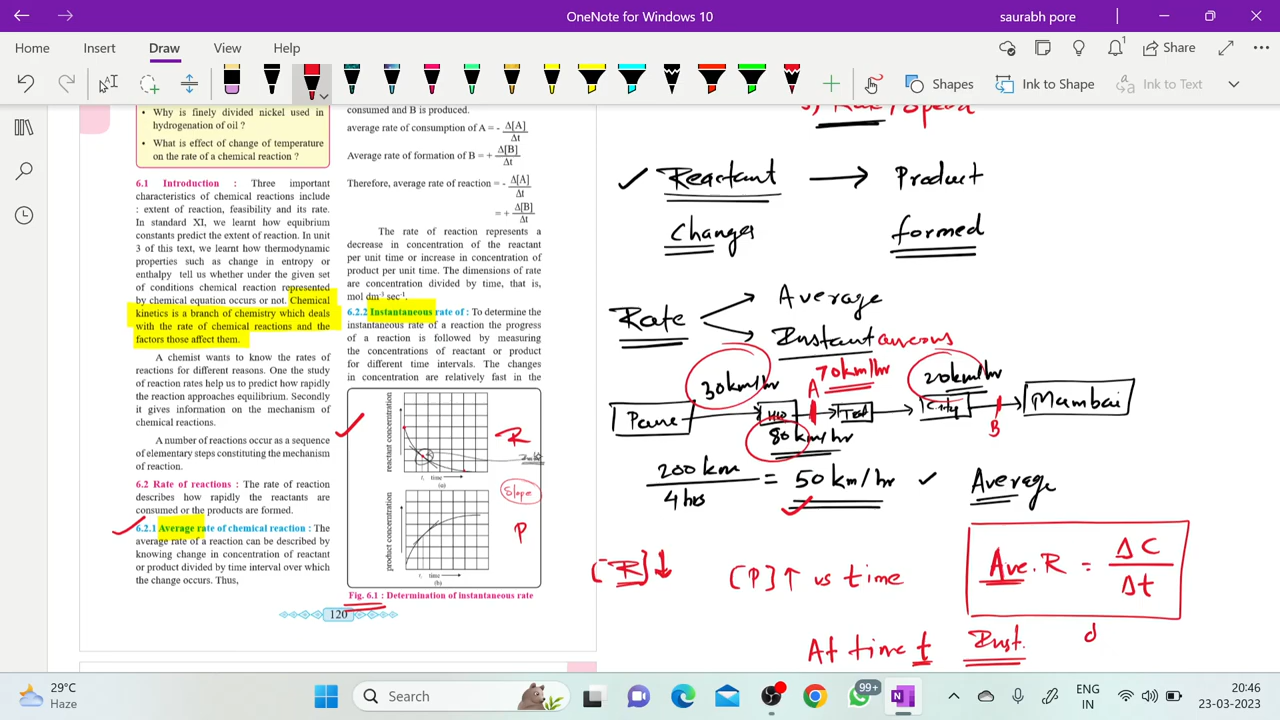 OneNote for Windows 10
saurabh pore
Home Insert Draw View Help
Share
Shapes
Ink to Shape
Ink to Text
• Why is finely divided nickel used in
hydrogenation of oil ?
• What is effect of change of temperature
on the rate of a chemical reaction ?
6.1 Introduction : Three important
characteristics of chemical reactions include
: extent of reaction, feasibility and its rate.
In standard XI, we learnt how equibrium
constants predict the extent of reaction. In unit
3 of this text, we learnt how thermodynamic
properties such as change in entropy or
enthalpy tell us whether under the given set
of conditions chemical reaction represented
by chemical equation occurs or not. Chemical
kinetics is a branch of chemistry which deals
with the rate of chemical reactions and the
factors those affect them.
A chemist wants to know the rates of
reactions for different reasons. One the study
of reaction rates help us to predict how rapidly
the reaction approaches equilibrium. Secondly
it gives information on the mechanism of
chemical reactions.
A number of reactions occur as a sequence
of elementary steps constituting the mechanism
of reaction.
6.2 Rate of reactions : The rate of reaction
describes how rapidly the reactants are
consumed or the products are formed.
6.2.1 Average rate of chemical reaction : The
average rate of a reaction can be described by
knowing change in concentration of reactant
or product divided by time interval over which
the change occurs. Thus,
consumed and B is produced.
average rate of consumption of A = - Δ[A]
Δt
Average rate of formation of B = + Δ[B]
Δt
Therefore, average rate of reaction = - Δ[A]
Δt
= + Δ[B]
Δt
The rate of reaction represents a
decrease in concentration of the reactant
per unit time or increase in concentration of
product per unit time. The dimensions of rate
are concentration divided by time, that is,
mol dm⁻³ sec⁻¹.
6.2.2 Instantaneous rate of : To determine the
instantaneous rate of a reaction the progress
of a reaction is followed by measuring
the concentrations of reactant or product
for different time intervals. The changes
in concentration are relatively fast in the
reactant concentration
t₁ time
(a)
R
Slope
product concentration
t₁ time
(b)
P
Fig. 6.1 : Determination of instantaneous rate
120
3) Rate / Speed
Reactant → Product
Changes formed
Rate
Average
Instantaneous
30 km/hr A 70 km/hr 20 km/hr
Pune Toll City Mumbai
80 km/hr B
200 km
4 hrs
= 50 km/hr Average
[R]↓ [P]↑ vs time
Ave. R = ΔC
Δt
At time t Inst. d
29°C
Haze
Search
99+
ENG
IN
20:46
23-03-2023